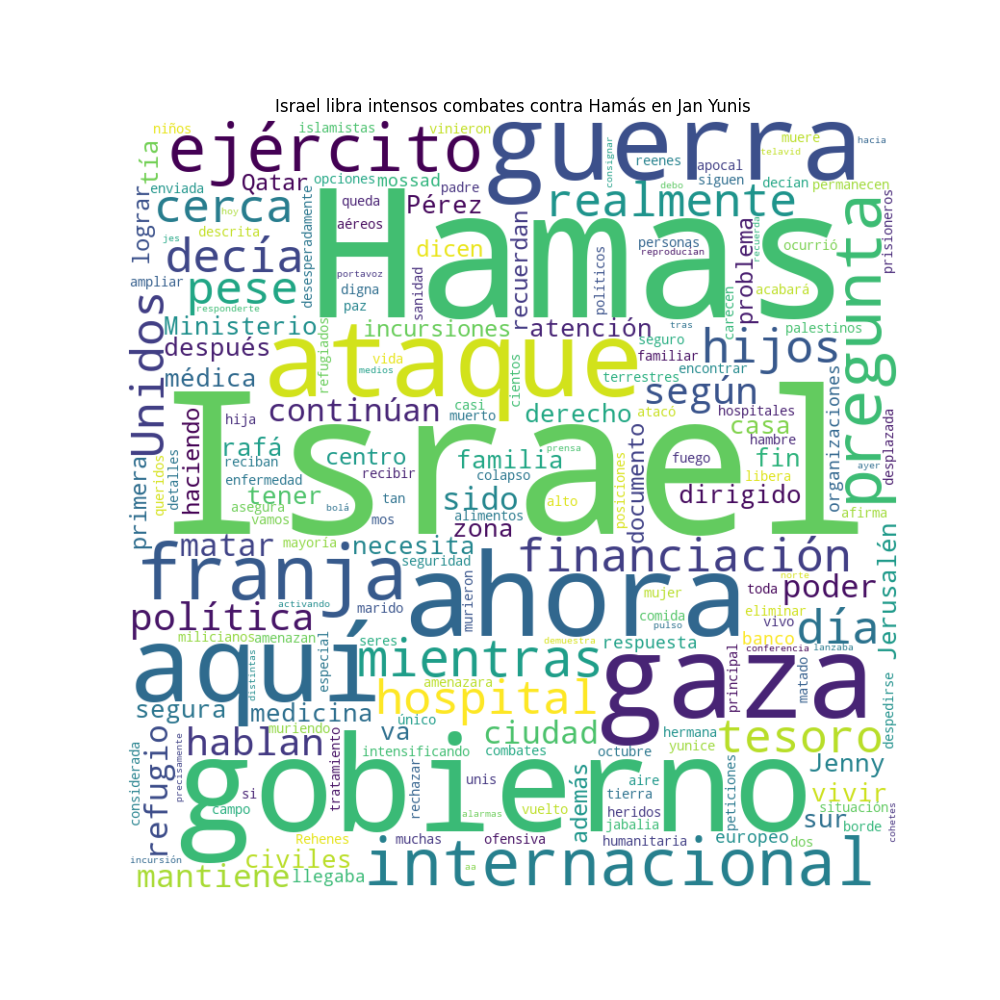 Israel libra intensos combates contra Hamás en Jan Yunis
niños
islamistas
vinieron
ejército
guerra
muere
telavid
hacia
tía
consignar
reenes
apocal
Qatar
opciones
mossad
padre
debo
siguen
decían
permanecen
enviada
cerca
hoy
queda
Pérez
realmente
lograr
descrita
aéreos
Hamas
decía
dicen
personas
reproducian
ocurrió
recuerda
prisioneros
jes
desesperadamente
sanidad
recuerdan
políticos
problema
pregunta
ampliar
pese
portavoz
digna
paz
carecen
acabará
responderte
Unidos
Ministerio
incursiones
atención
tras
palestinos
después
refugiados
ataque
vida
medios
seguro
familiar
hijos
encontrar
médica
cientos
terrestres
según
continúan
casi
muerto
derecho
atacó
hospitales
organizaciones
haciendo
hija
Israel
casa
desplazada
rafá
centro
prensa
hambre
primera
queridos
detalles
reciban
recibir
familia
colapso
posiciones
documento
fuego
fin
ayer
enfermedad
libera
tener
tan
sido
alto
dirigido
asegura
bolá
mos
alimentos
afirma
vamos
zona
matar
mayoría
necesita
financiación
franja
seguridad
ahora
mujer
toda
norte
poder
Jerusalén
activando
marido
murieron
comida
pulso
eliminar
política
vivo
día
milicianos
amenazan
seres
demuestra
respuesta
banco
conferencia
lanzaba
aquí
distintas
especial
mientras
gaza
principal
matado
amenazara
hospital
segura
medicina
único
despedirse
muriendo
va
ciudad
hermana
tesoro
refugio
hablan
intensificando
combates
octubre
yunice
considerada
precisamente
tratamiento
Jenny
gobierno
rechazar
unis
además
aire
peticiones
si
tierra
vivir
campo
alarmas
vuelto
heridos
situación
jabalia
sur
borde
cohetes
Rehenes
muchas
ofensiva
humanitaria
europeo
dos
incursión
civiles
aa
internacional
mantiene
llegaba